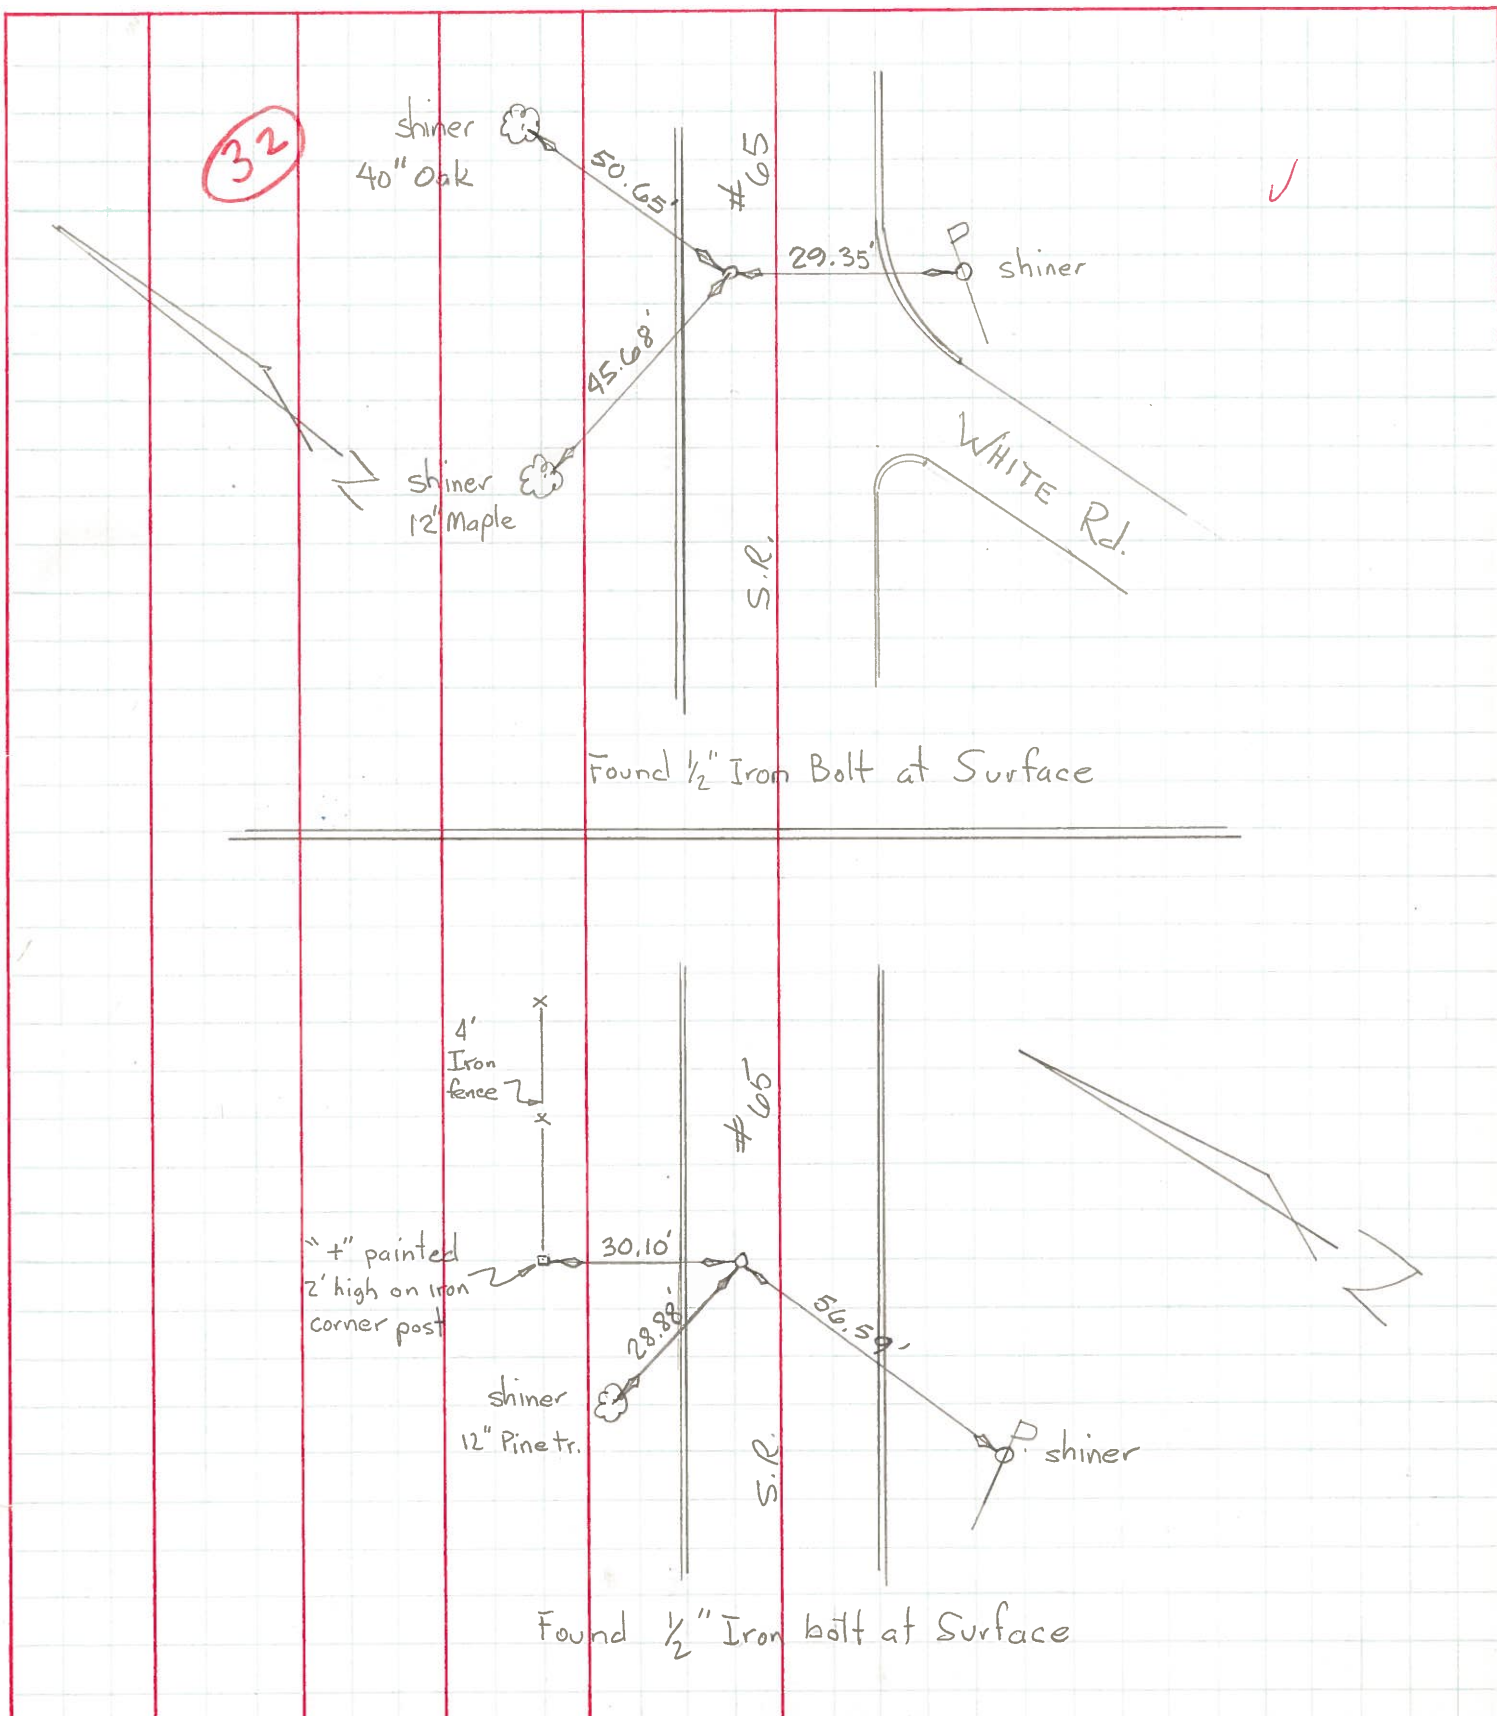 32
shiner
40" Oak
50.65'
# 65
29.35'
shiner
45.68'
N
shiner
12" Maple
WHITE Rd.
S.R.
Found 1/2" Iron Bolt at Surface
4'
Iron
fence
x
x
# 65
"+" painted
2' high on iron
corner post
30.10'
28.88'
56.59'
N
shiner
12" Pine tr.
S.R.
shiner
Found 1/2" Iron bolt at Surface